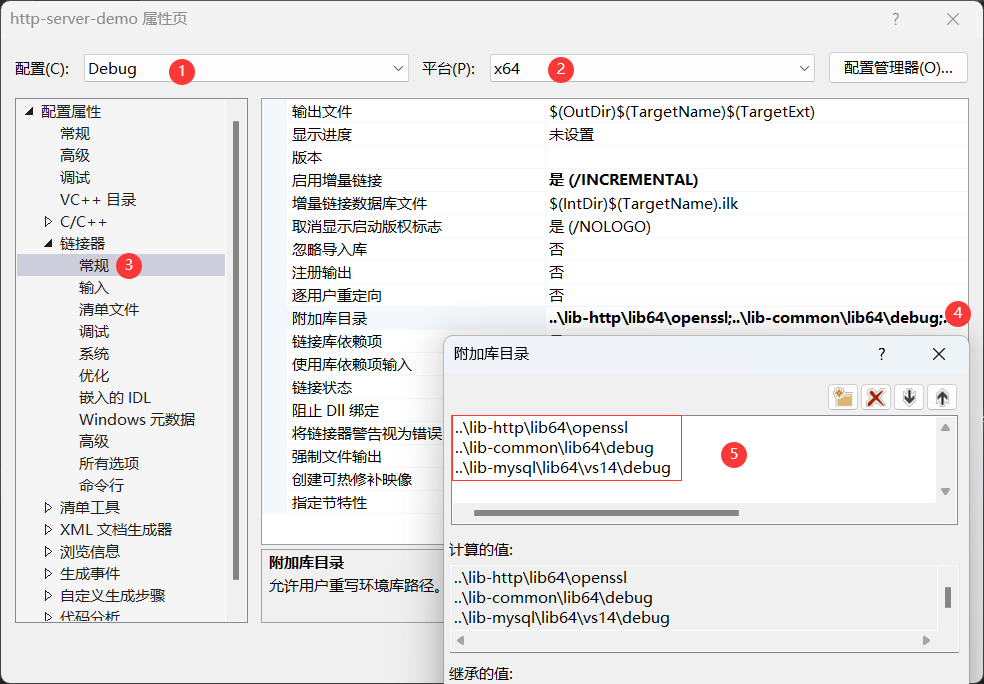 http-server-demo 属性页
配置(C): Debug 1 平台(P): x64 2 配置管理器(O)...
配置属性
常规
高级
调试
VC++ 目录
C/C++
链接器
常规 3
输入
清单文件
调试
系统
优化
嵌入的 IDL
Windows 元数据
高级
所有选项
命令行
清单工具
XML 文档生成器
浏览信息
生成事件
自定义生成步骤
代码分析
输出文件 $(OutDir)$(TargetName)$(TargetExt)
显示进度 未设置
版本
启用增量链接 是 (/INCREMENTAL)
增量链接数据库文件 $(IntDir)$(TargetName).ilk
取消显示启动版权标志 是 (/NOLOGO)
忽略导入库 否
注册输出 否
逐用户重定向 否
附加库目录 ..\lib-http\lib64\openssl;..\lib-common\lib64\debug;. 4
链接库依赖项
使用库依赖项输入
链接状态
阻止 Dll 绑定
将链接器警告视为错误
强制文件输出
创建可热修补映像
指定节特性
附加库目录
允许用户重写环境库路径。
附加库目录 ?
..\lib-http\lib64\openssl
..\lib-common\lib64\debug
..\lib-mysql\lib64\vs14\debug
5
计算的值:
..\lib-http\lib64\openssl
..\lib-common\lib64\debug
..\lib-mysql\lib64\vs14\debug
继承的值: